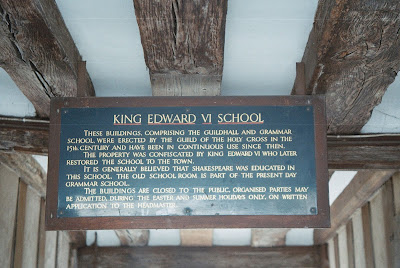 KING EDWARD VI SCHOOL
THESE BUILDINGS, COMPRISING THE GUILDHALL AND GRAMMAR
SCHOOL WERE ERECTED BY THE GUILD OF THE HOLY CROSS IN THE
15TH CENTURY AND HAVE BEEN IN CONTINUOUS USE SINCE THEN.
THE PROPERTY WAS CONFISCATED BY KING EDWARD VI WHO LATER
RESTORED THE SCHOOL TO THE TOWN.
IT IS GENERALLY BELIEVED THAT SHAKESPEARE WAS EDUCATED IN
THIS SCHOOL. THE OLD SCHOOL ROOM IS PART OF THE PRESENT DAY
GRAMMAR SCHOOL.
THE BUILDINGS ARE CLOSED TO THE PUBLIC. ORGANISED PARTIES MAY
BE ADMITTED, DURING THE EASTER AND SUMMER HOLIDAYS ONLY, ON WRITTEN
APPLICATION TO THE HEADMASTER.